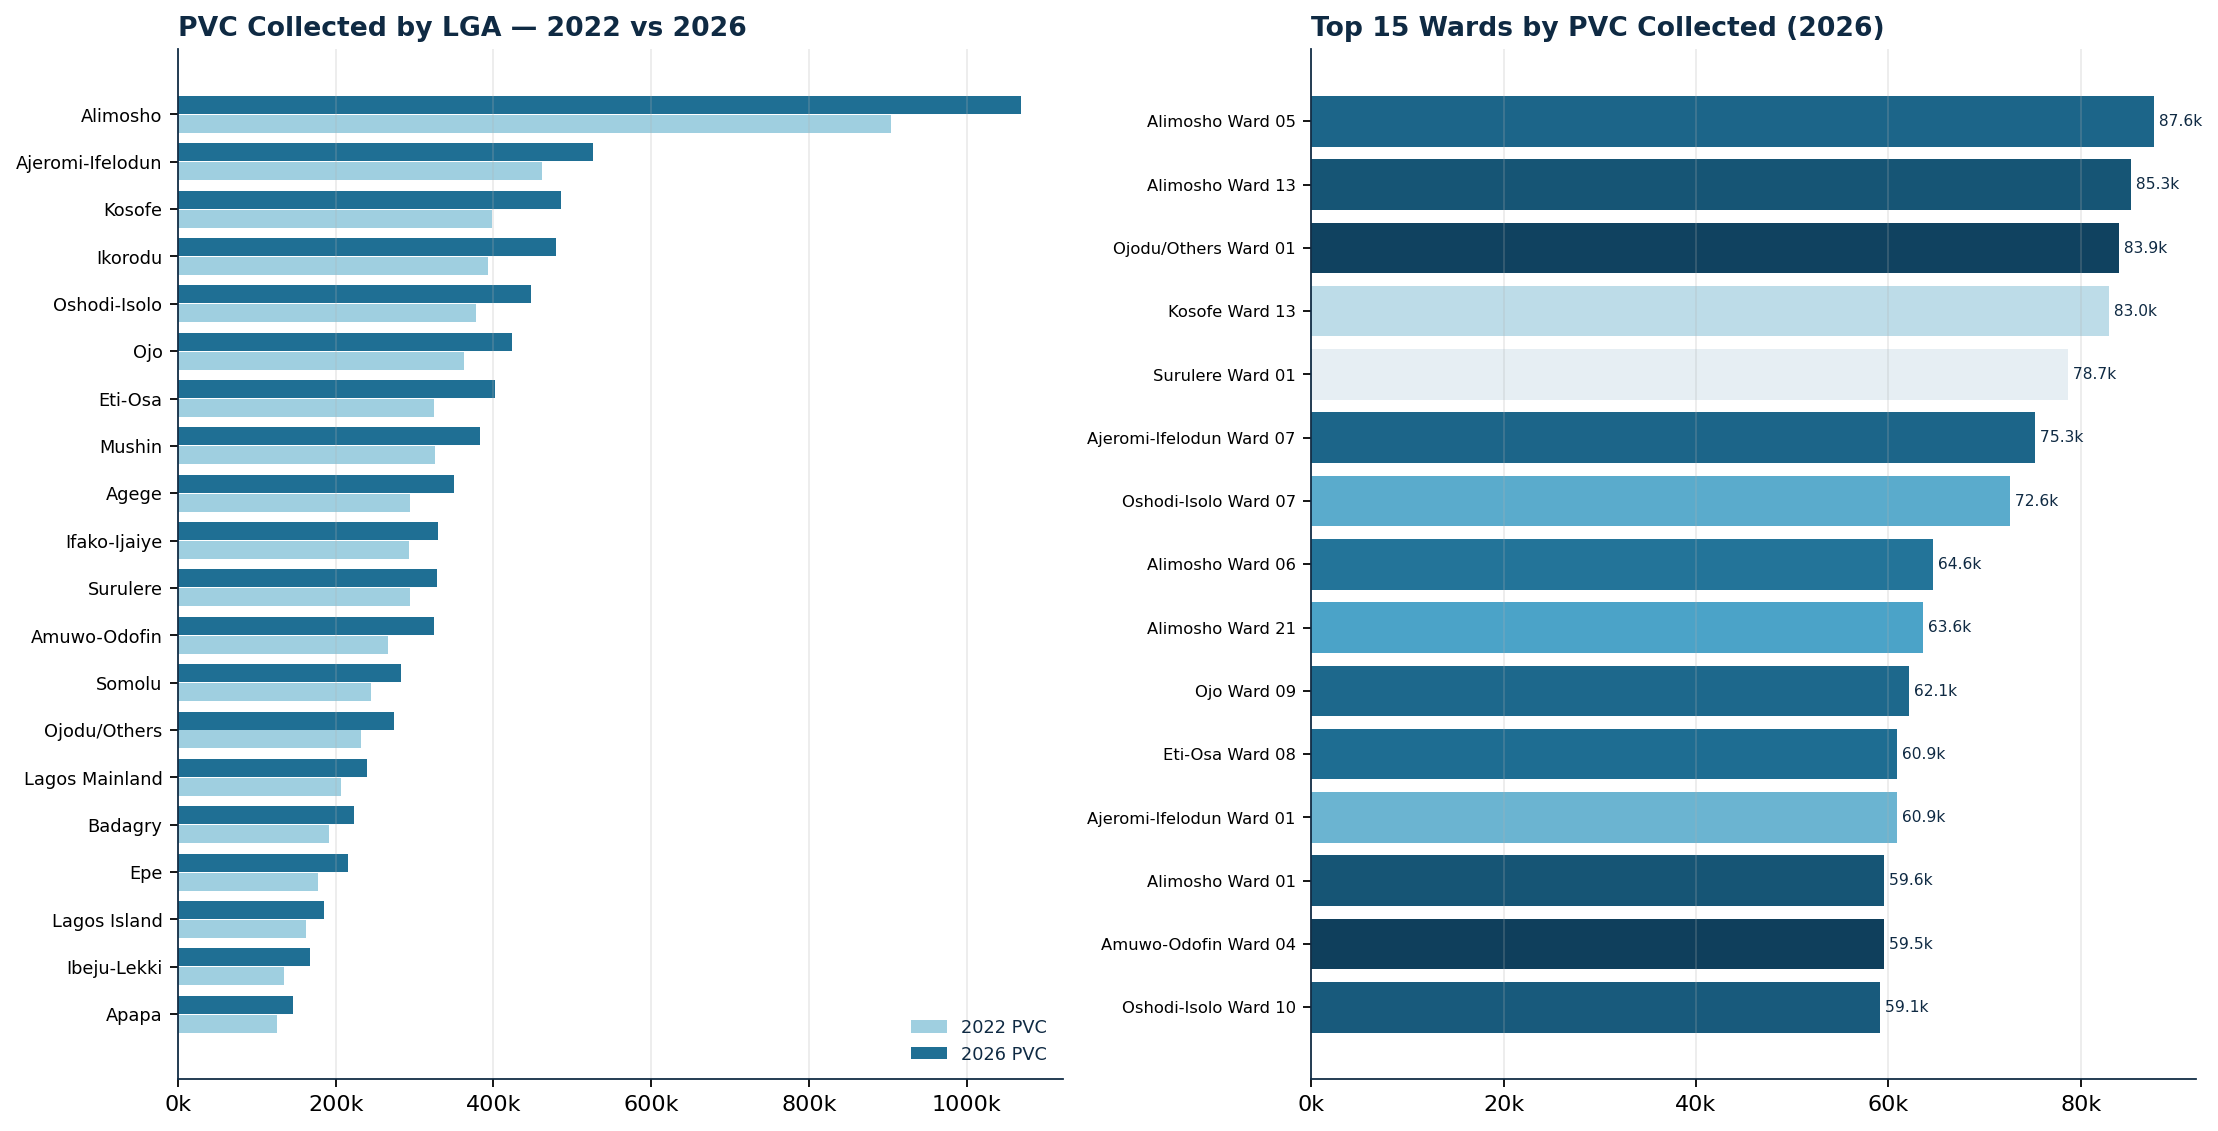 PVC Collected by LGA — 2022 vs 2026
Alimosho
Ajeromi-Ifelodun
Kosofe
Ikorodu
Oshodi-Isolo
Ojo
Eti-Osa
Mushin
Agege
Ifako-Ijaiye
Surulere
Amuwo-Odofin
Somolu
Ojodu/Others
Lagos Mainland
Badagry
Epe
Lagos Island
Ibeju-Lekki
Apapa
2022 PVC
2026 PVC
0k 200k 400k 600k 800k 1000k
Top 15 Wards by PVC Collected (2026)
Alimosho Ward 05 87.6k
Alimosho Ward 13 85.3k
Ojodu/Others Ward 01 83.9k
Kosofe Ward 13 83.0k
Surulere Ward 01 78.7k
Ajeromi-Ifelodun Ward 07 75.3k
Oshodi-Isolo Ward 07 72.6k
Alimosho Ward 06 64.6k
Alimosho Ward 21 63.6k
Ojo Ward 09 62.1k
Eti-Osa Ward 08 60.9k
Ajeromi-Ifelodun Ward 01 60.9k
Alimosho Ward 01 59.6k
Amuwo-Odofin Ward 04 59.5k
Oshodi-Isolo Ward 10 59.1k
0k 20k 40k 60k 80k